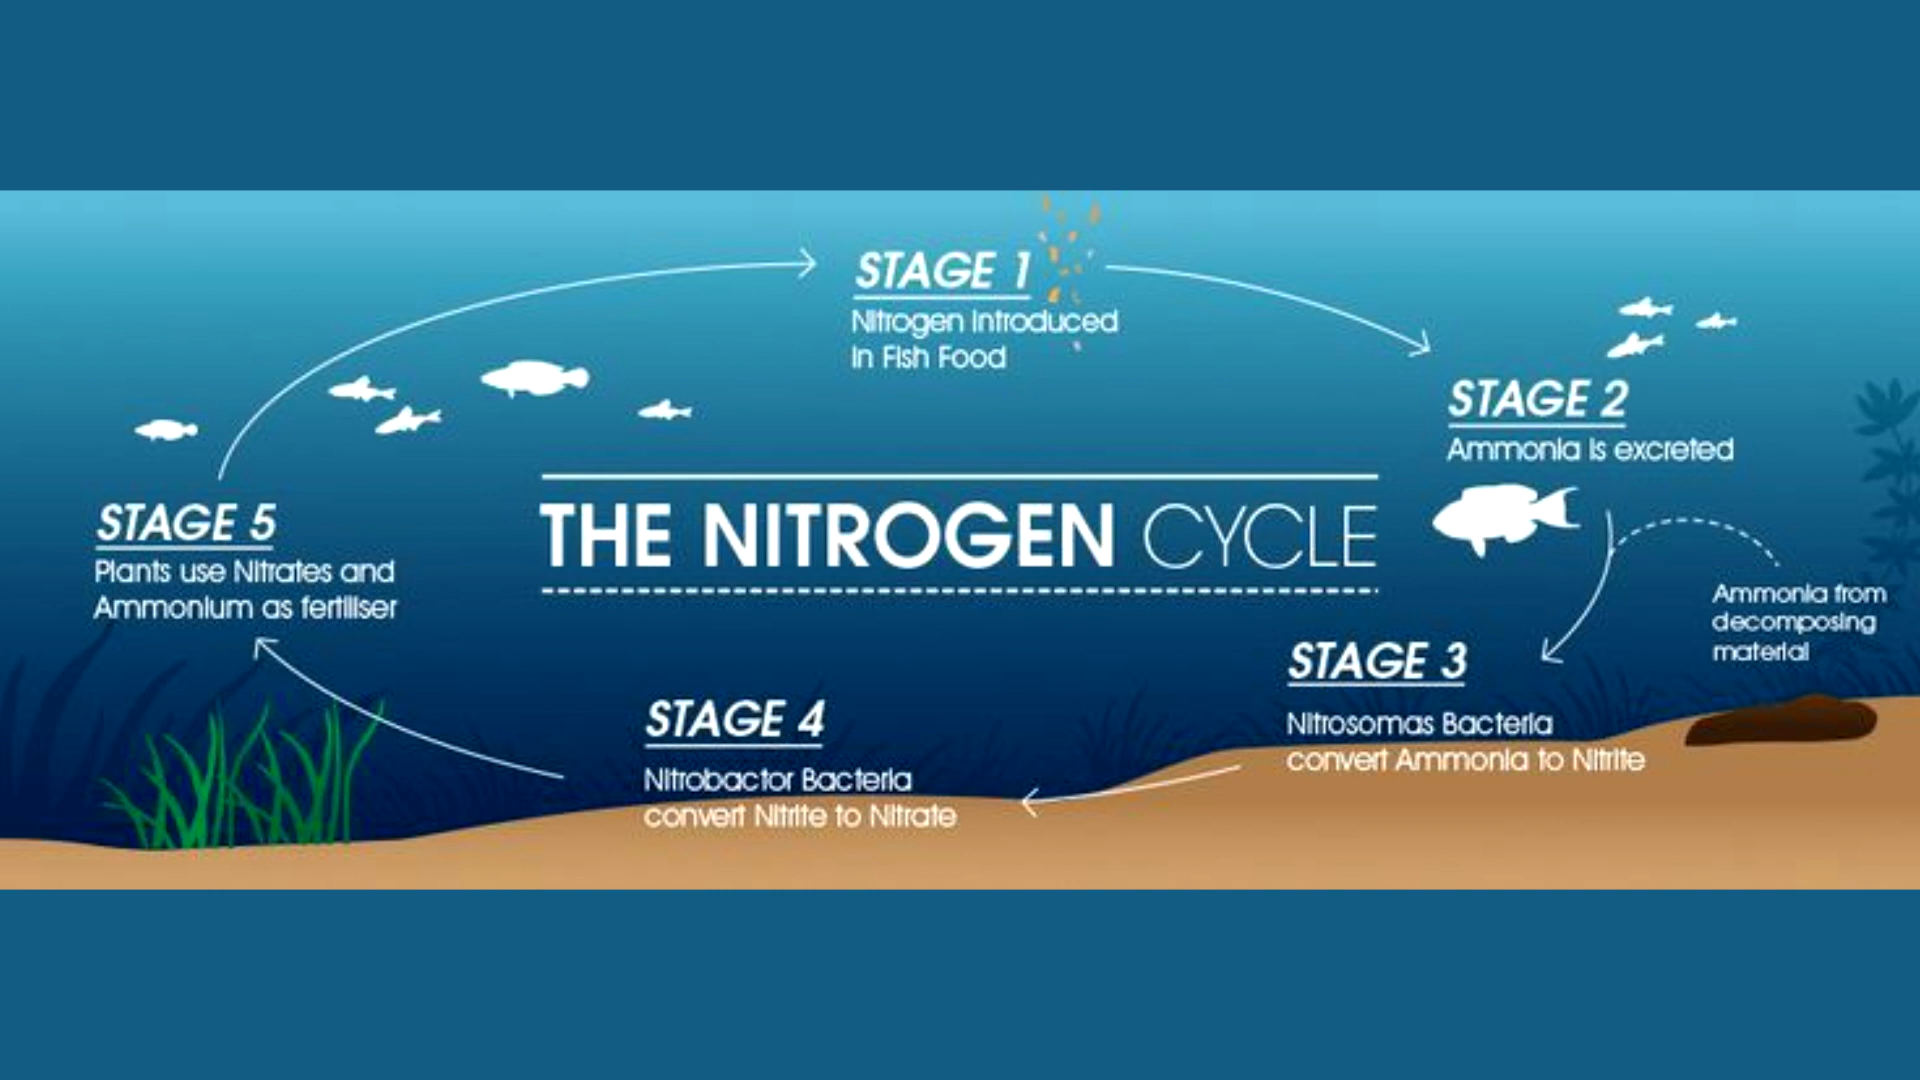 STAGE 1
Nitrogen Introduced
In Fish Food
STAGE 2
Ammonia is excreted
Ammonia from
decomposing
material
STAGE 3
Nitrosomas Bacteria
convert Ammonia to Nitrite
STAGE 4
Nitrobactor Bacteria
convert Nitrite to Nitrate
STAGE 5
Plants use Nitrates and
Ammonium as fertiliser
THE NITROGEN CYCLE